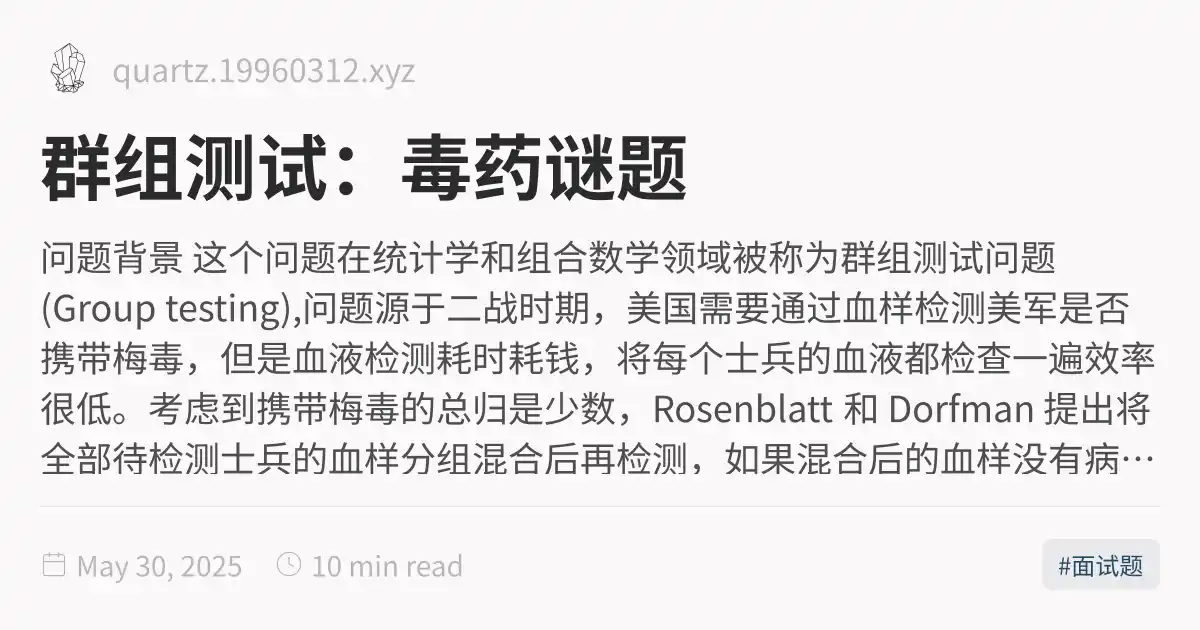 quartz.19960312.xyz
群组测试：毒药谜题
问题背景 这个问题在统计学和组合数学领域被称为群组测试问题
(Group testing),问题源于二战时期，美国需要通过血样检测美军是否
携带梅毒，但是血液检测耗时耗钱，将每个士兵的血液都检查一遍效率
很低。考虑到携带梅毒的总归是少数，Rosenblatt 和 Dorfman 提出将
全部待检测士兵的血样分组混合后再检测，如果混合后的血样没有病…
May 30, 2025 10 min read
#面试题